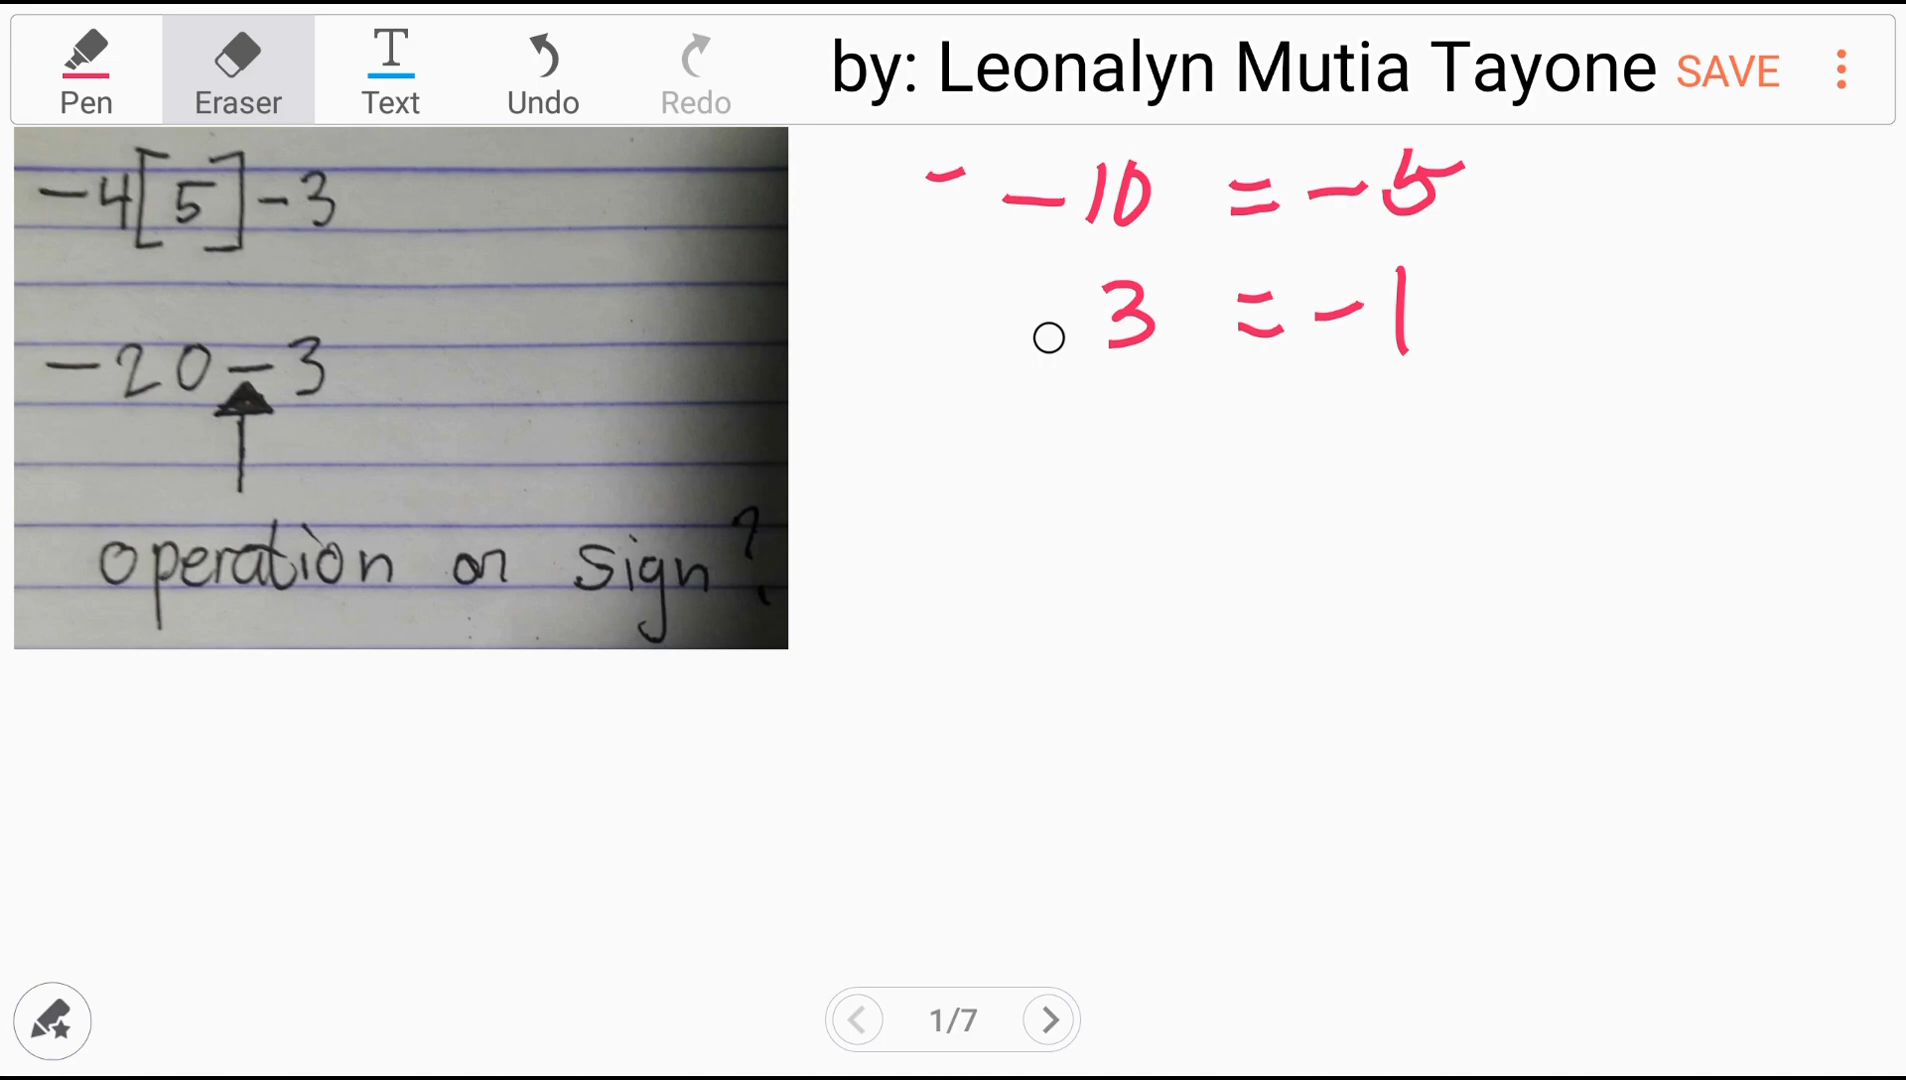 Pen
Eraser
Text
Undo
Redo
by: Leonalyn Mutia Tayone
SAVE
-4[5]-3
-20-3
operation or sign?
- -10 = -5
3 = -1
1/7